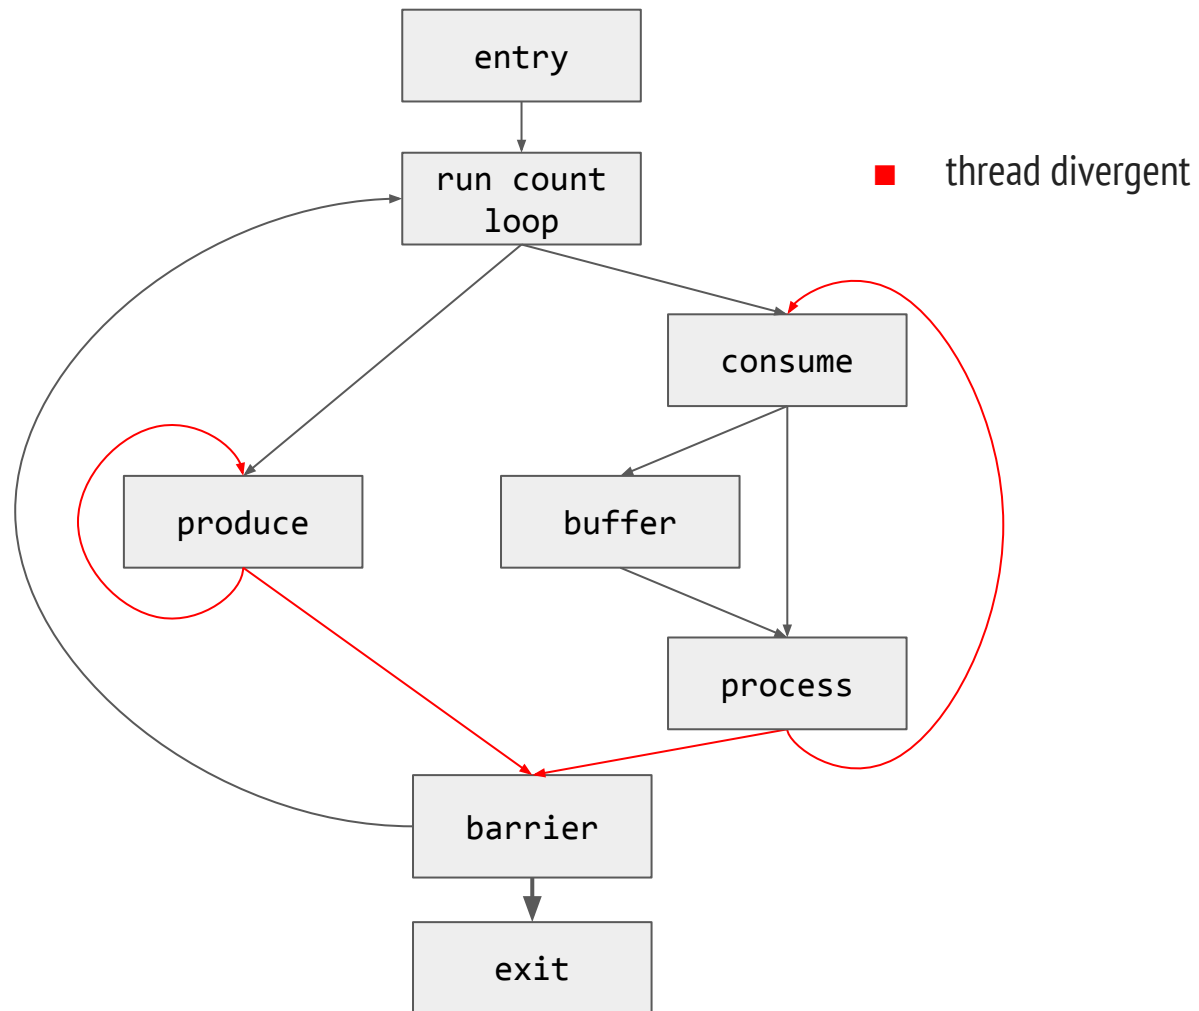 entry
run count
loop
thread divergent
consume
produce
buffer
process
barrier
exit